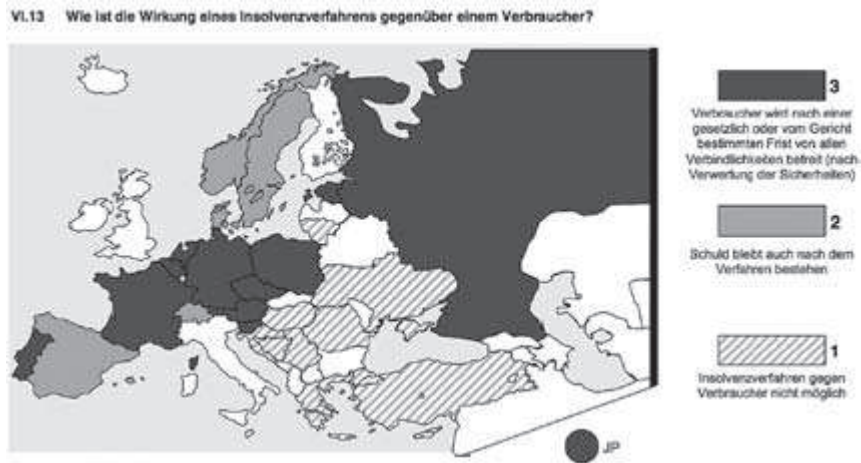 VI.13 Wie ist die Wirkung eines Insolvenzverfahrens gegenüber einem Verbraucher?
3
Verbraucher wird nach einer
gesetzlich oder vom Gericht
bestimmten Frist von allen
Verbindlichkeiten befreit (nach
Verwertung der Sicherheiten)
2
Schuld bleibt auch nach dem
Verfahren bestehen
1
Insolvenzverfahren gegen
Verbraucher nicht möglich
JP